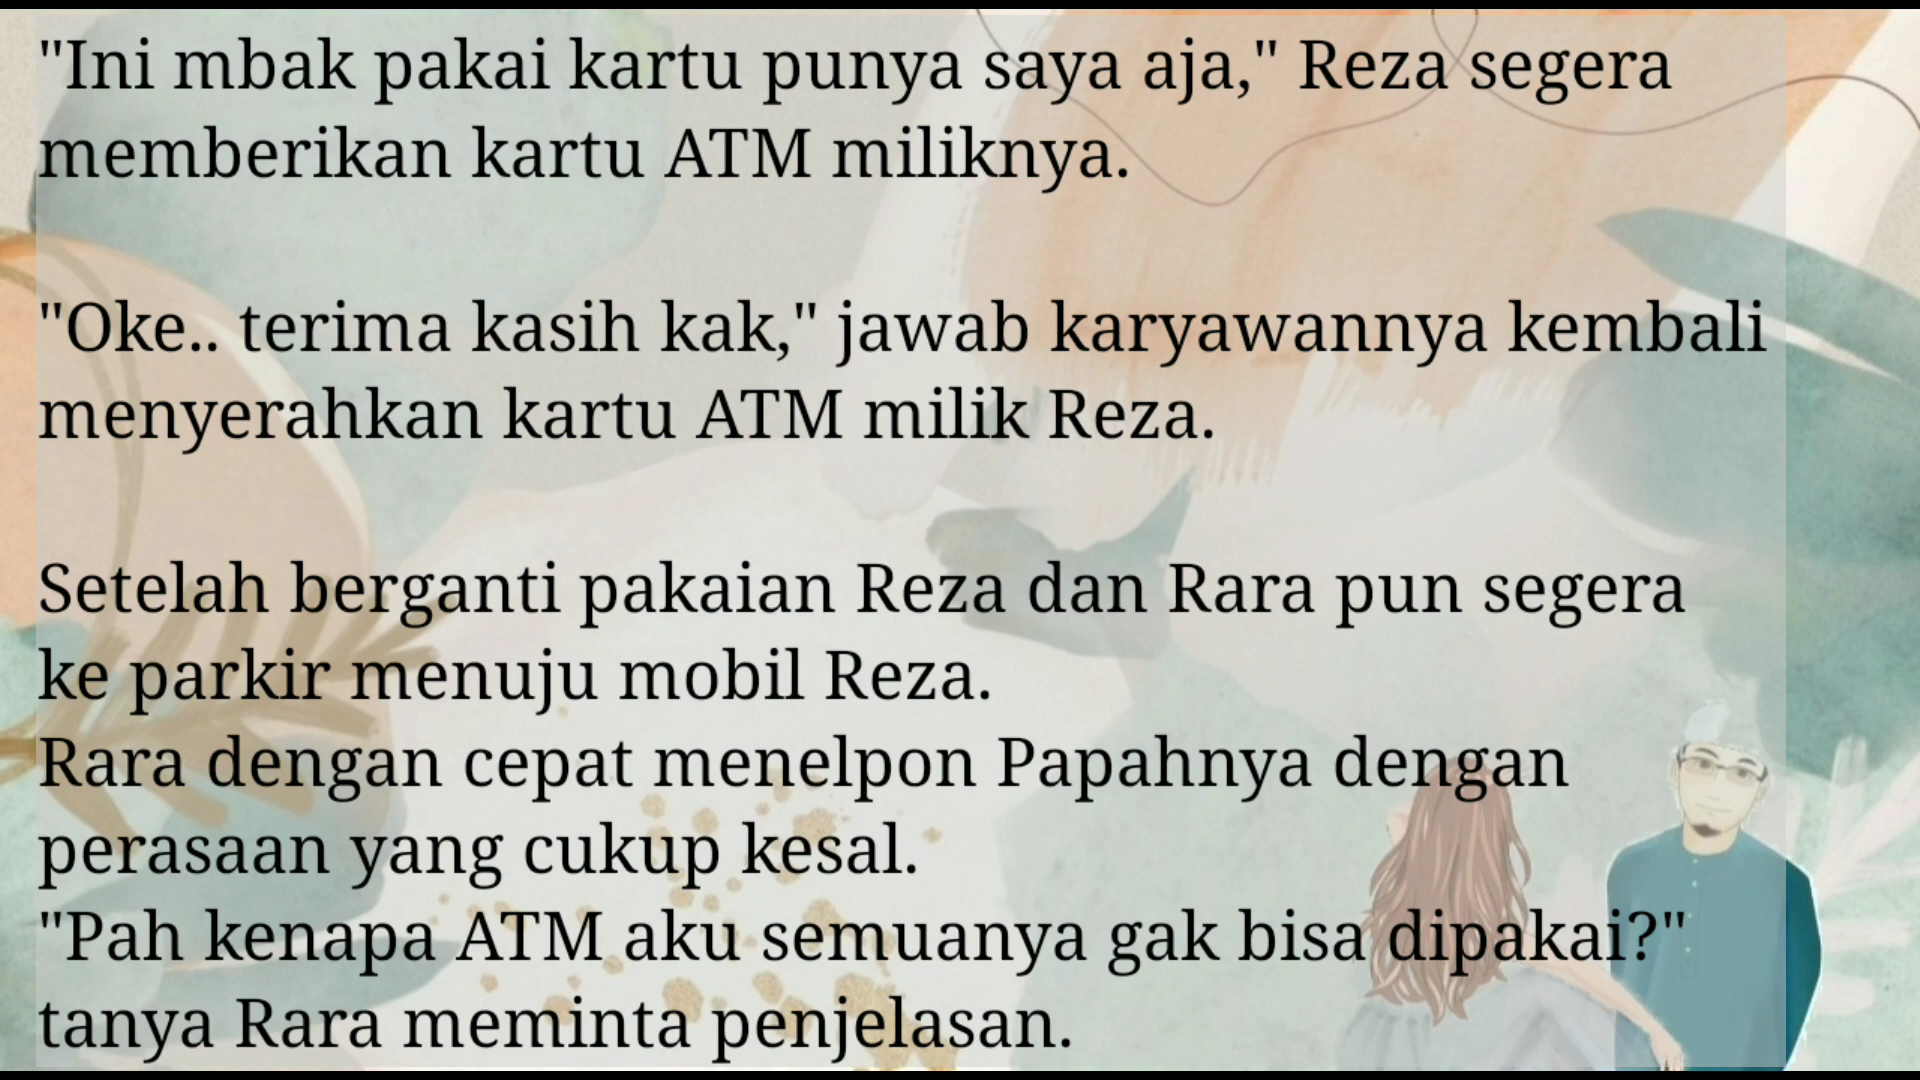 "Ini mbak pakai kartu punya saya aja," Reza segera
memberikan kartu ATM miliknya.
"Oke.. terima kasih kak," jawab karyawannya kembali
menyerahkan kartu ATM milik Reza.
Setelah berganti pakaian Reza dan Rara pun segera
ke parkir menuju mobil Reza.
Rara dengan cepat menelpon Papahnya dengan
perasaan yang cukup kesal.
"Pah kenapa ATM aku semuanya gak bisa dipakai?"
tanya Rara meminta penjelasan.